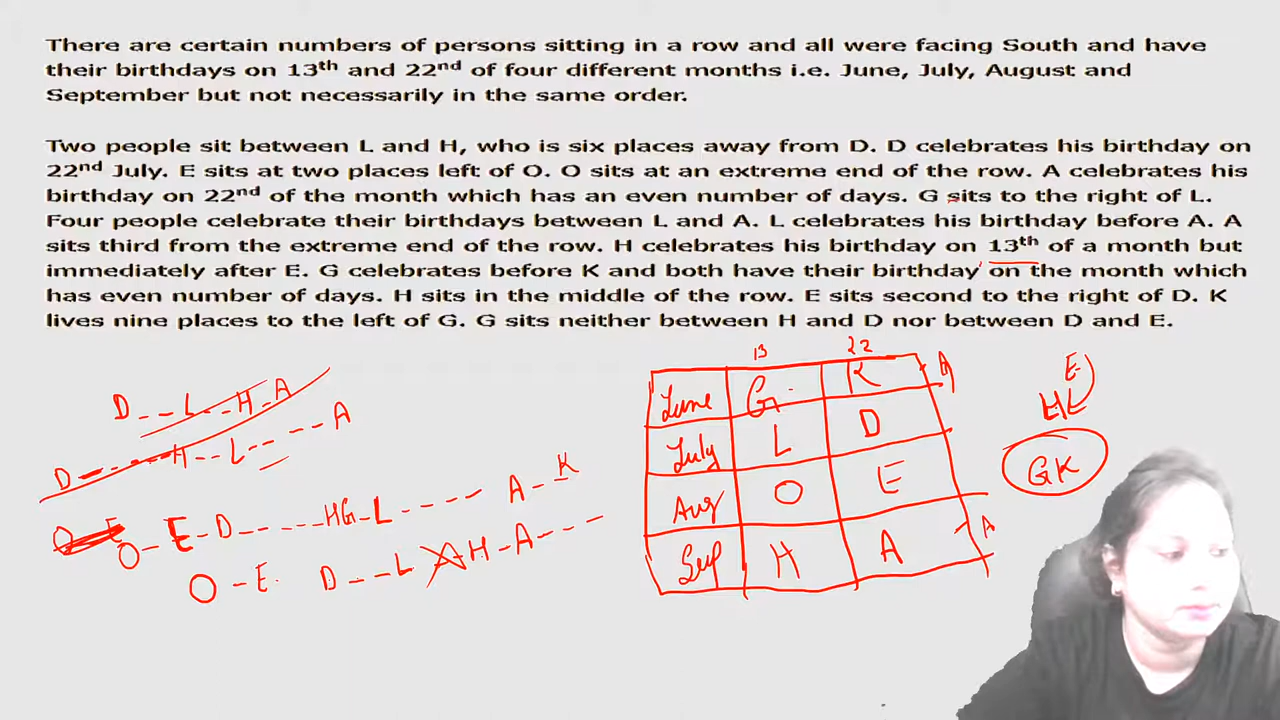 There are certain numbers of persons sitting in a row and all were facing South and have
their birthdays on 13th and 22nd of four different months i.e. June, July, August and
September but not necessarily in the same order.
Two people sit between L and H, who is six places away from D. D celebrates his birthday on
22nd July. E sits at two places left of O. O sits at an extreme end of the row. A celebrates his
birthday on 22nd of the month which has an even number of days. G sits to the right of L.
Four people celebrate their birthdays between L and A. L celebrates his birthday before A. A
sits third from the extreme end of the row. H celebrates his birthday on 13th of a month but
immediately after E. G celebrates before K and both have their birthday on the month which
has even number of days. H sits in the middle of the row. E sits second to the right of D. K
lives nine places to the left of G. G sits neither between H and D nor between D and E.
D _ _ L _ _ H _ A
D _ _ _ _ _ H _ _ L _ _ _ _ A
O _ E _ D _ _ _ _ _ H G _ L _ _ _ _ A _ K
O _ E _ D _ _ L A H _ A _ _ _
13 22
June G K A
July L D
Aug O E
Sep H A A
E
H E
G K